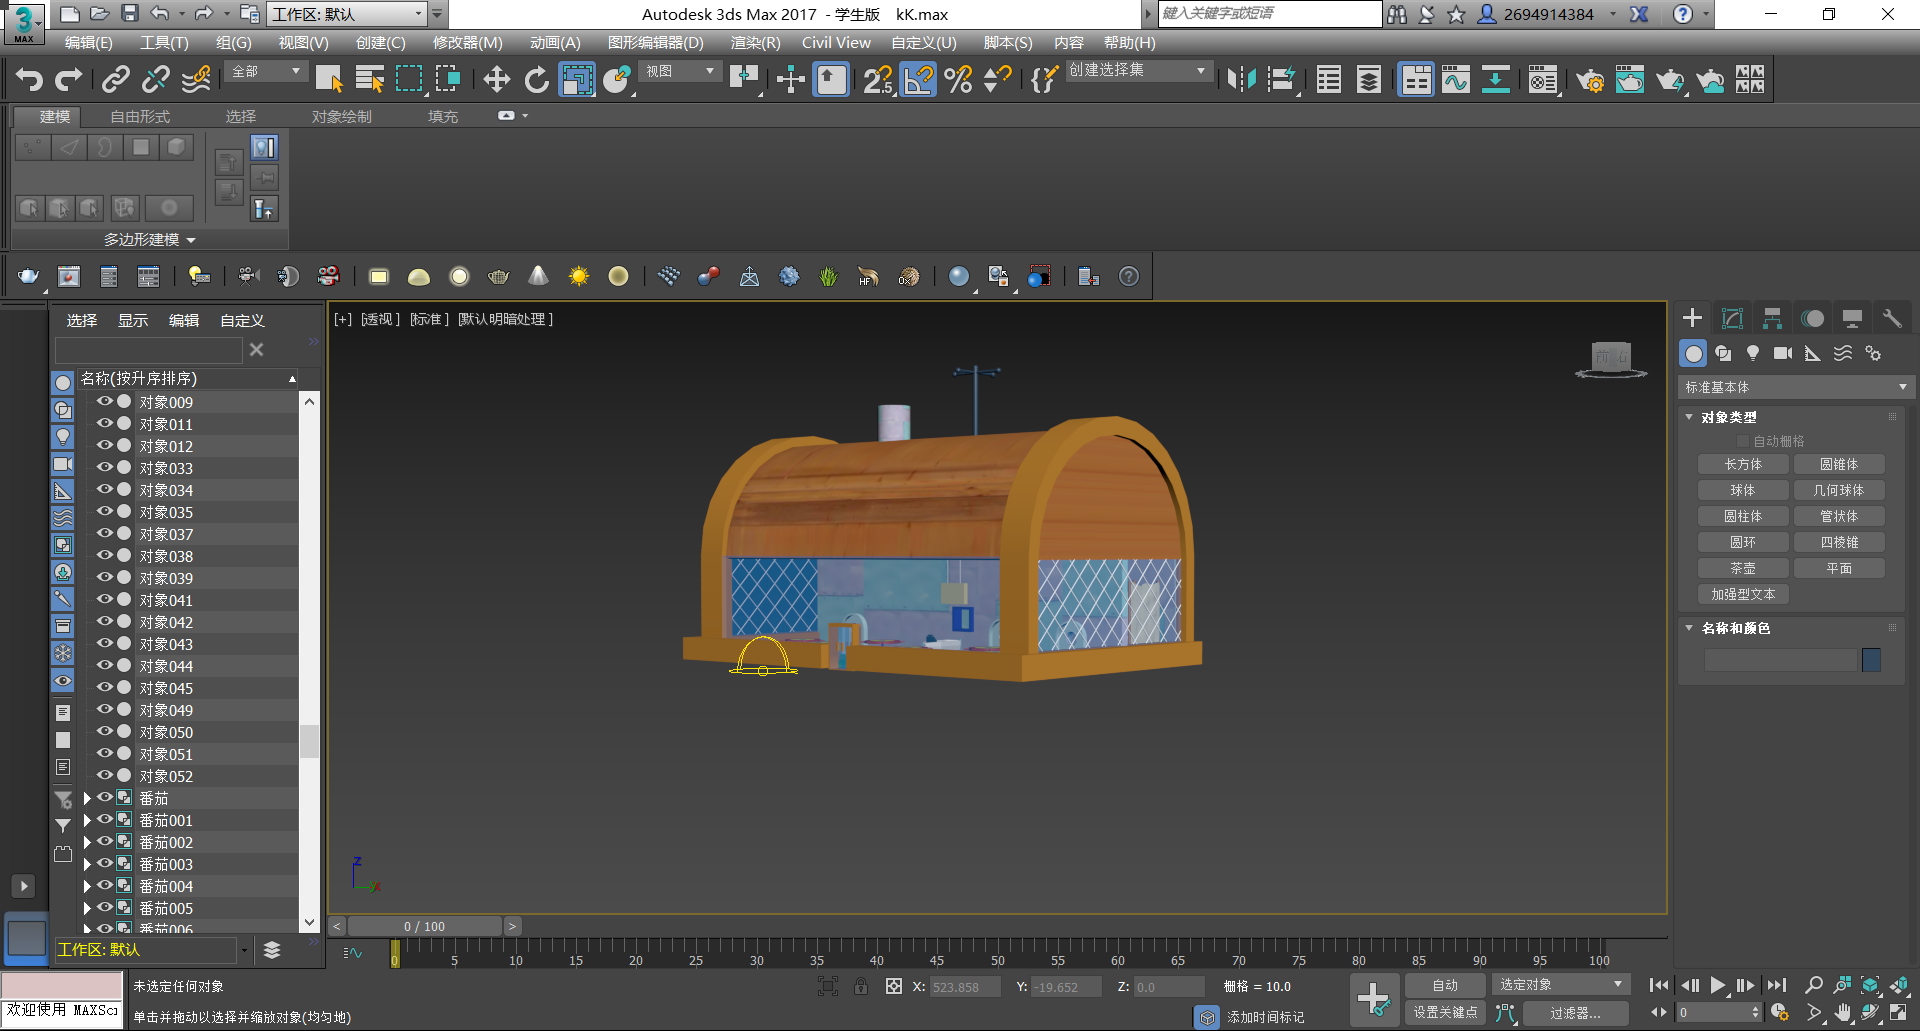 工作区: 默认
Autodesk 3ds Max 2017 - 学生版 kK.max
键入关键字或短语
2694914384
MAX
编辑(E) 工具(T) 组(G) 视图(V) 创建(C) 修改器(M) 动画(A) 图形编辑器(D) 渲染(R) Civil View 自定义(U) 脚本(S) 内容 帮助(H)
全部
视图
创建选择集
建模 自由形式 选择 对象绘制 填充
多边形建模
选择 显示 编辑 自定义
名称(按升序排序)
对象009
对象011
对象012
对象033
对象034
对象035
对象037
对象038
对象039
对象041
对象042
对象043
对象044
对象045
对象049
对象050
对象051
对象052
番茄
番茄001
番茄002
番茄003
番茄004
番茄005
番茄006
工作区: 默认
[+] [透视] [标准] [默认明暗处理]
z
标准基本体
对象类型
自动栅格
长方体 圆锥体
球体 几何球体
圆柱体 管状体
圆环 四棱锥
茶壶 平面
加强型文本
名称和颜色
< 0 / 100 >
0 5 10 15 20 25 30 35 40 45 50 55 60 65 70 75 80 85 90 95 100
未选定任何对象
X: 523.858 Y: -19.652 Z: 0.0 栅格 = 10.0
自动 选定对象
欢迎使用 MAXSc
单击并拖动以选择并缩放对象(均匀地)
添加时间标记
设置关键点 过滤器...
0